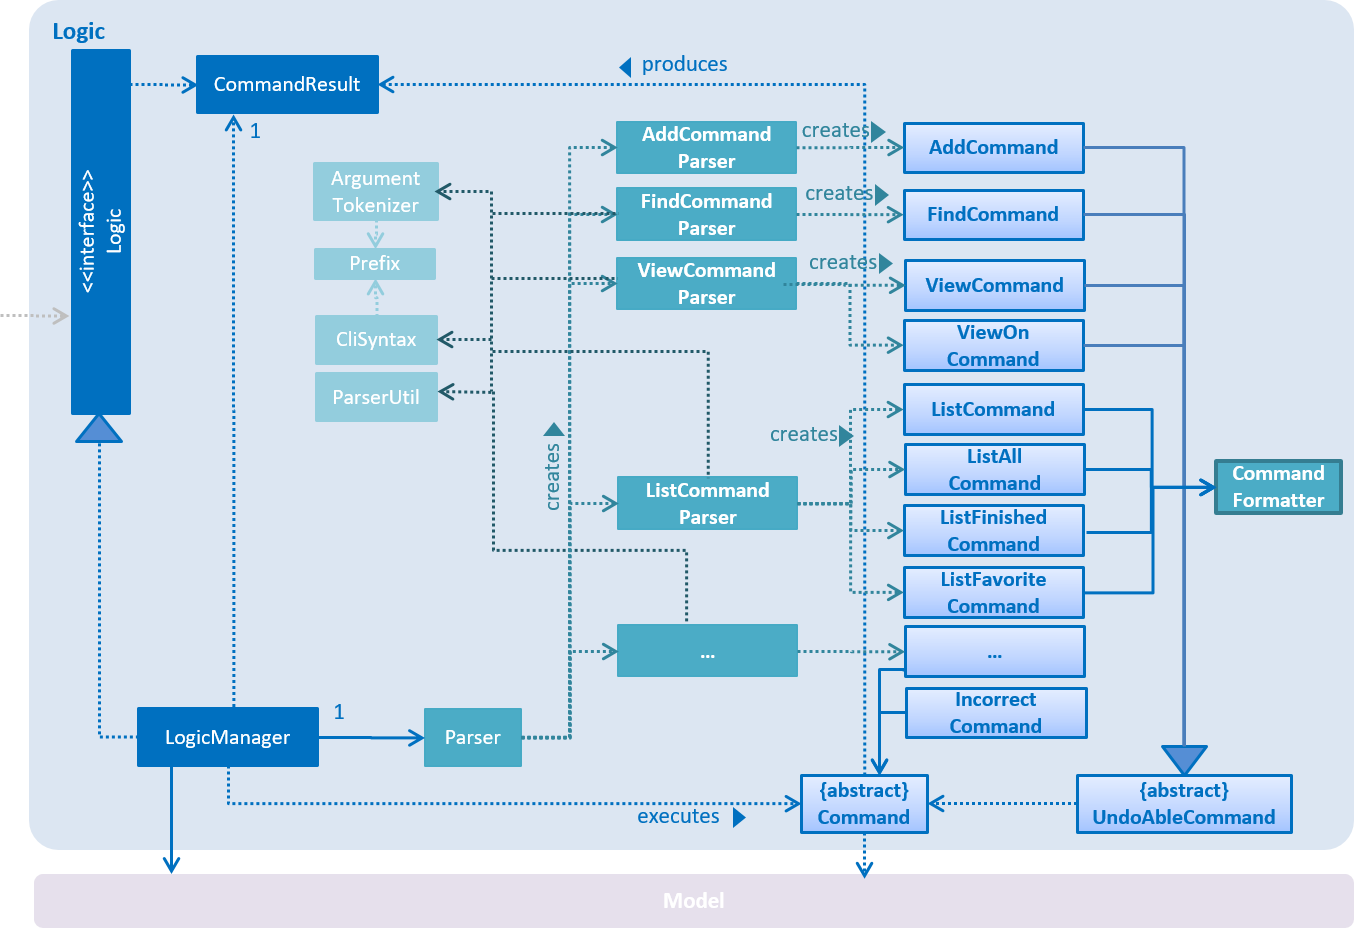 Logic
<<interface>>
Logic
CommandResult
produces
1
Argument
Tokenizer
Prefix
CliSyntax
ParserUtil
AddCommand
Parser
creates
AddCommand
FindCommand
Parser
creates
FindCommand
ViewCommand
Parser
creates
ViewCommand
ViewOn
Command
creates
ListCommand
Parser
creates
ListCommand
ListAll
Command
ListFinished
Command
ListFavorite
Command
Command
Formatter
...
...
Incorrect
Command
LogicManager
1
Parser
executes
{abstract}
Command
{abstract}
UndoAbleCommand
Model